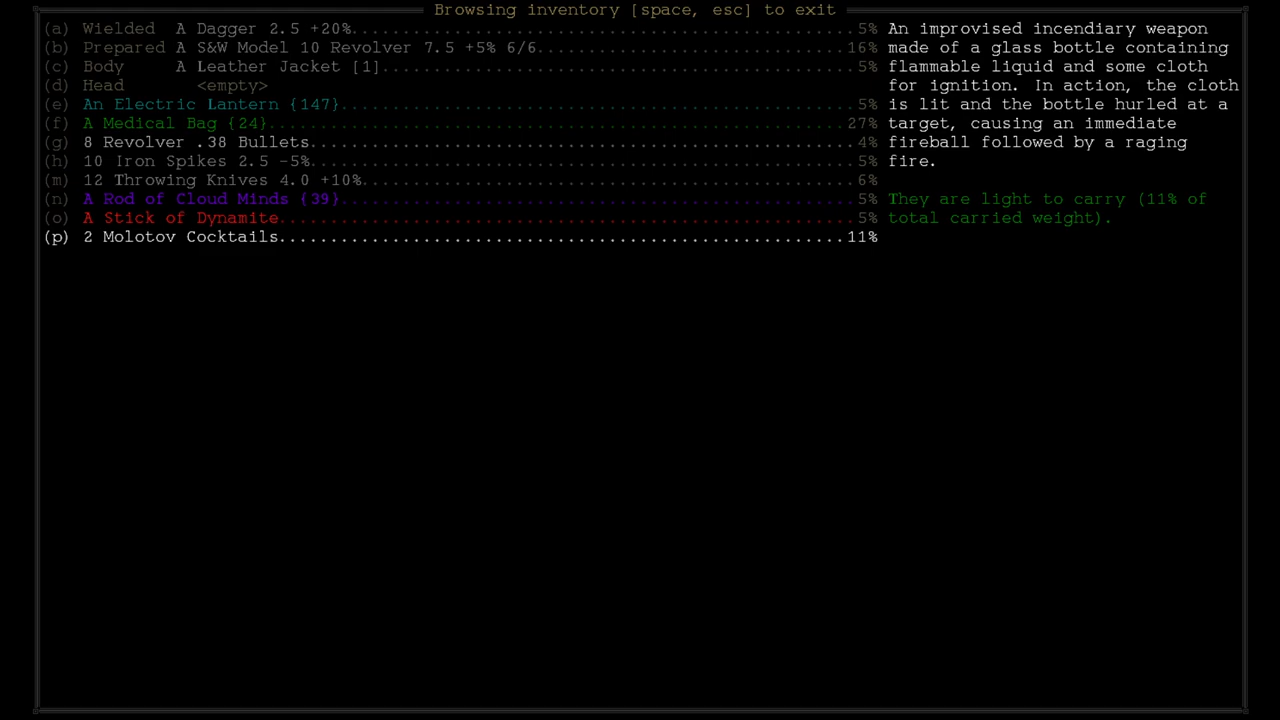 Browsing inventory [space, esc] to exit
(a) Wielded A Dagger 2.5 +20%..................................................5%
(b) Prepared A S&W Model 10 Revolver 7.5 +5% 6/6..............................16%
(c) Body A Leather Jacket [1]..............................................5%
(d) Head <empty>
(e) An Electric Lantern {147}.................................................5%
(f) A Medical Bag {24}........................................................27%
(g) 8 Revolver .38 Bullets....................................................4%
(h) 10 Iron Spikes 2.5 -5%....................................................5%
(m) 12 Throwing Knives 4.0 +10%...............................................6%
(n) A Rod of Cloud Minds {39}.................................................5%
(o) A Stick of Dynamite.......................................................5%
(p) 2 Molotov Cocktails.......................................................11%
An improvised incendiary weapon
made of a glass bottle containing
flammable liquid and some cloth
for ignition. In action, the cloth
is lit and the bottle hurled at a
target, causing an immediate
fireball followed by a raging
fire.
They are light to carry (11% of
total carried weight).